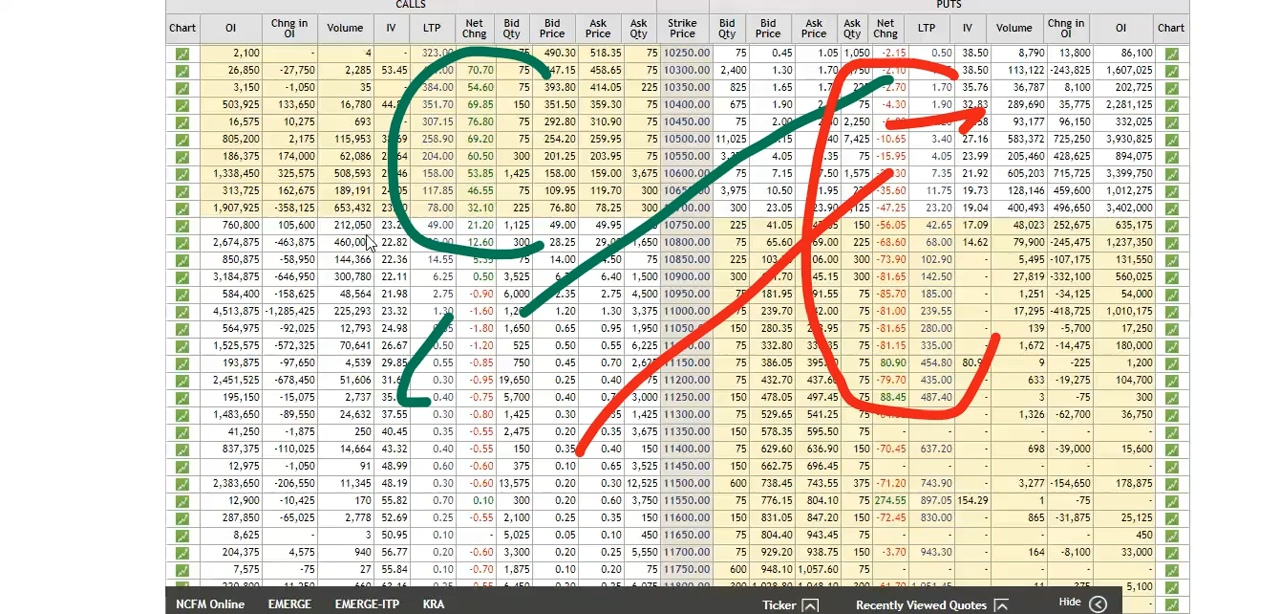 CALLS PUTS
Chart OI Chng in OI Volume IV LTP Net Chng Bid Qty Bid Price Ask Price Ask Qty Strike Price Bid Qty Bid Price Ask Price Ask Qty Net Chng LTP IV Volume Chng in OI OI Chart
2,100 - 4 - 323.00 - 75 490.30 518.35 75 10250.00 75 0.45 1.05 1,050 -2.15 0.50 38.50 8,790 13,800 86,100
26,850 -27,750 2,285 53.45 70.70 75 458.65 75 10300.00 2,400 1.30 1.70 -2.10 38.50 113,122 -243,825 1,607,025
3,150 -1,050 35 - 384.00 54.60 75 393.80 414.05 225 10350.00 825 1.65 -2.70 1.70 35.76 36,787 8,100 202,725
503,925 133,650 16,780 351.70 69.85 150 351.50 359.30 75 10400.00 675 1.90 -4.30 1.90 32.83 289,690 35,775 2,281,125
16,575 10,275 693 - 307.15 76.80 75 292.80 310.90 75 10450.00 75 2.00 2,250 93,177 96,150 332,025
805,200 2,175 115,953 258.90 69.20 75 254.20 259.95 75 10500.00 11,025 7,425 -10.65 3.40 27.16 583,372 725,250 3,930,825
186,375 174,000 62,086 204.00 60.50 300 201.25 203.95 75 10550.00 4.05 75 -15.95 4.05 23.99 205,460 428,625 894,075
1,338,450 325,575 508,593 158.00 53.85 1,425 158.00 159.00 3,675 10600.00 75 7.15 1,575 7.35 21.92 605,203 715,725 3,399,750
313,725 162,675 189,191 117.85 46.55 75 109.95 119.70 300 3,975 10.50 -35.60 11.75 19.73 128,146 459,600 1,012,275
1,907,925 -358,125 653,432 78.00 32.10 225 76.80 78.25 300 300 23.05 23.90 -47.25 23.20 19.04 400,493 496,650 3,402,000
760,800 105,600 212,050 49.00 21.20 1,125 49.00 49.95 10750.00 225 41.05 150 -56.05 42.65 17.09 48,023 252,675 635,175
2,674,875 -463,875 22.82 12.60 300 28.25 1,650 10800.00 75 65.60 69.00 225 -68.60 68.00 14.62 79,900 -245,475 1,237,350
850,875 -58,950 144,366 22.36 14.55 75 14.00 75 10850.00 225 300 -73.90 102.90 - 5,495 -107,175 131,550
3,184,875 -646,950 300,780 22.11 6.25 0.50 3,525 6.40 1,500 10900.00 300 300 -81.65 142.50 - 27,819 -332,100 560,025
584,400 -158,625 48,564 21.98 2.75 -0.90 6,000 2.35 2.75 4,500 10950.00 300 181.95 75 -85.70 185.00 - 1,251 -34,125 54,000
4,513,875 -1,285,425 225,293 23.32 1.30 -1.60 1.20 1.30 3,375 11000.00 75 239.70 75 -81.00 239.55 - 17,295 -418,725 1,010,175
564,975 -92,025 12,793 24.98 -1.80 1,650 0.65 0.95 1,950 11050.00 150 280.35 75 -81.65 280.00 - 139 -5,700 17,250
1,525,575 -572,325 70,641 26.67 0.50 -1.20 525 0.50 0.55 6,225 11100.00 75 332.80 75 -81.15 335.00 - 1,672 -14,475 180,000
193,875 -97,650 4,539 29.85 0.55 -0.85 750 0.45 0.70 75 386.05 75 80.90 454.80 9 -225 1,200
2,451,525 -678,450 51,606 0.30 -0.95 19,650 0.25 0.40 75 11200.00 75 432.70 437.60 75 -79.70 435.00 - 633 -19,275 104,700
195,150 -15,075 2,737 0.40 -0.75 5,700 0.40 3,000 11250.00 75 478.05 497.45 75 88.45 487.40 - 3 -75 300
1,483,650 -89,550 24,632 37.55 0.30 -0.80 1,425 0.30 0.35 1,425 11300.00 75 529.65 541.25 75 - 1,326 -62,700 36,750
41,250 -1,875 250 40.45 0.35 -0.55 2,475 0.20 0.35 3,675 11350.00 150 578.35 595.50 75 - - - - - -
837,375 -110,025 14,664 43.32 0.40 -0.55 150 0.35 0.40 150 11400.00 75 629.60 636.90 150 -70.45 637.20 - 698 -39,000 15,600
12,975 -1,050 91 48.99 0.60 -0.60 375 0.10 0.65 3,525 11450.00 150 662.75 696.45 75 - - - - - -
2,383,650 -206,550 11,345 48.19 0.30 -0.60 13,575 0.20 0.30 12,525 11500.00 600 738.45 743.55 375 -71.20 743.90 - 3,277 -154,650 178,875
12,900 -10,425 170 55.82 0.70 0.10 300 0.20 0.60 3,750 11550.00 75 776.15 804.10 75 274.55 897.05 154.29 1 -75 -
287,850 -65,025 2,778 52.69 0.25 -0.55 2,100 0.25 0.35 150 11600.00 150 831.05 847.20 150 -72.45 830.00 - 865 -31,875 25,125
8,625 - 3 50.95 0.10 - 5,025 0.05 0.10 450 11650.00 75 804.40 943.45 75 - - - - - 450
204,375 4,575 940 56.77 0.20 -0.60 3,300 0.20 0.25 5,550 11700.00 75 929.20 938.75 150 -3.70 943.30 - 164 -8,100 33,000
7,575 -75 27 55.84 0.10 -0.70 870 0.10 0.20 75 11750.00 600 948.10 1,057.60 75 - - - - - -
NCFM Online EMERGE EMERGE-ITP KRA Ticker Recently Viewed Quotes Hide